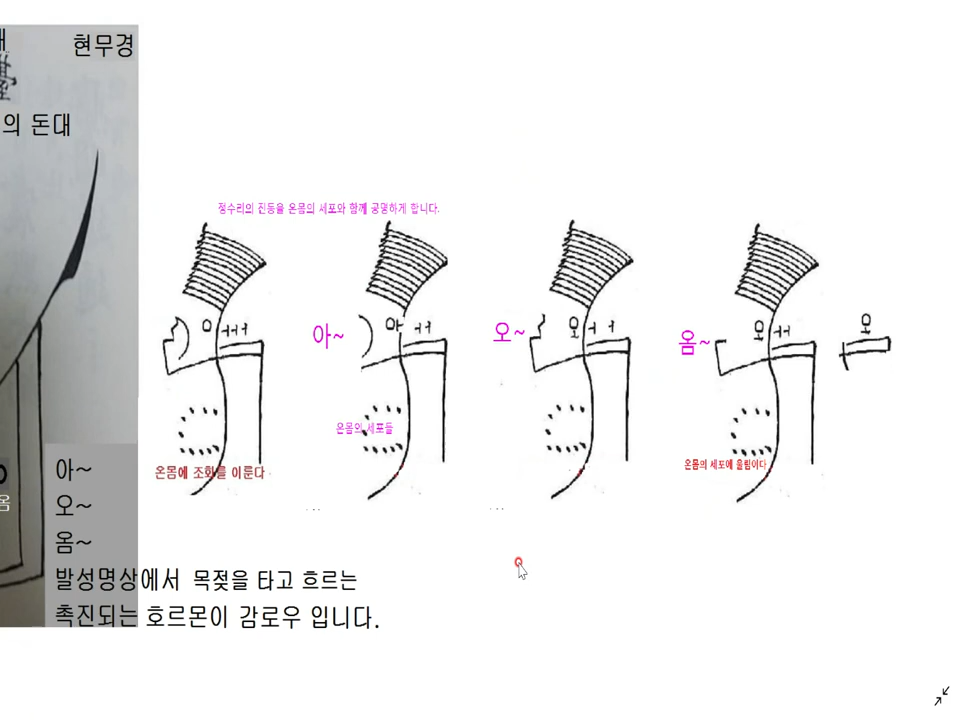 현무경
臺
의 돈대
정수리의 진동을 온몸의 세포와 함께 공명하게 합니다.
아~
오~
옴~
온몸의 세포들
온몸에 조화를 이룬다
온몸의 세포에 울림이다
옴
아~
오~
옴~
발성명상에서 목젖을 타고 흐르는
촉진되는 호르몬이 감로우 입니다.